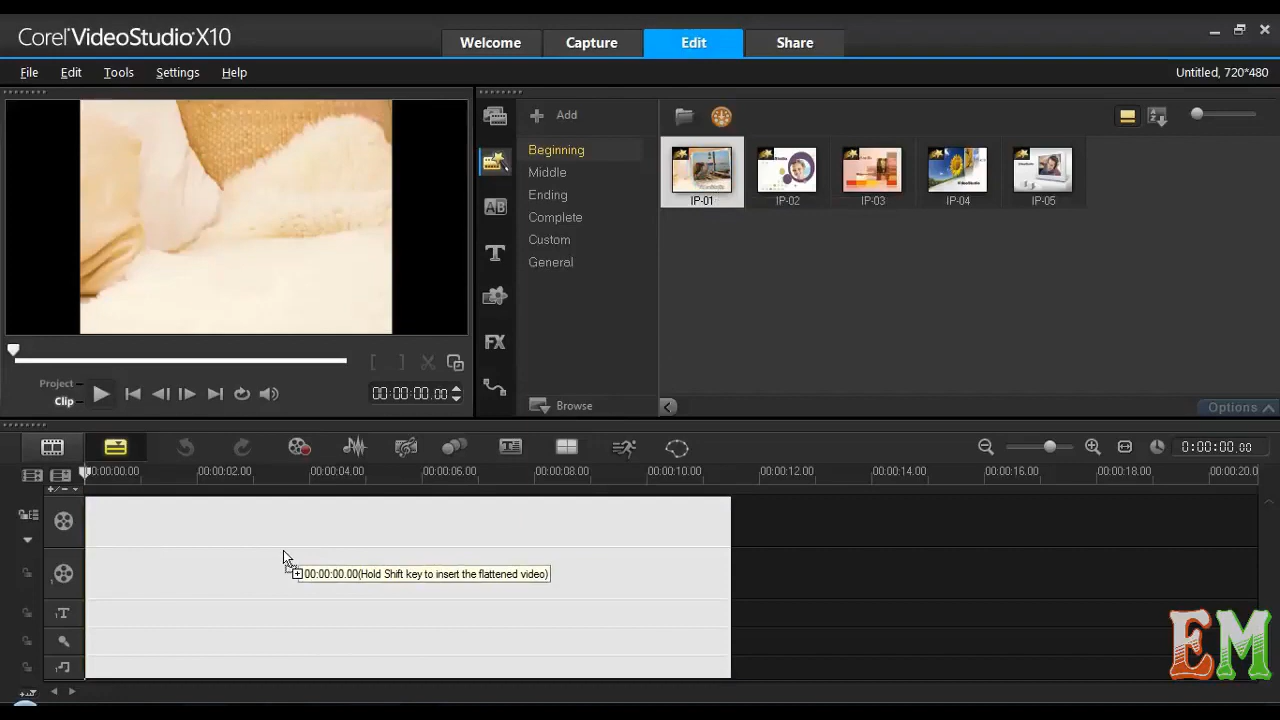 Corel VideoStudio X10
Welcome
Capture
Edit
Share
File
Edit
Tools
Settings
Help
Untitled, 720*480
Add
Beginning
Middle
Ending
Complete
Custom
General
IP-01
IP-02
IP-03
IP-04
IP-05
AB
T
FX
Project
Clip
00:00:00.00
Browse
Options
0:00:00.00
00:00:00.00
00:00:02.00
00:00:04.00
00:00:06.00
00:00:08.00
00:00:10.00
00:00:12.00
00:00:14.00
00:00:16.00
00:00:18.00
00:00:20.0
00:00:00.00(Hold Shift key to insert the flattened video)
1
1T
EM